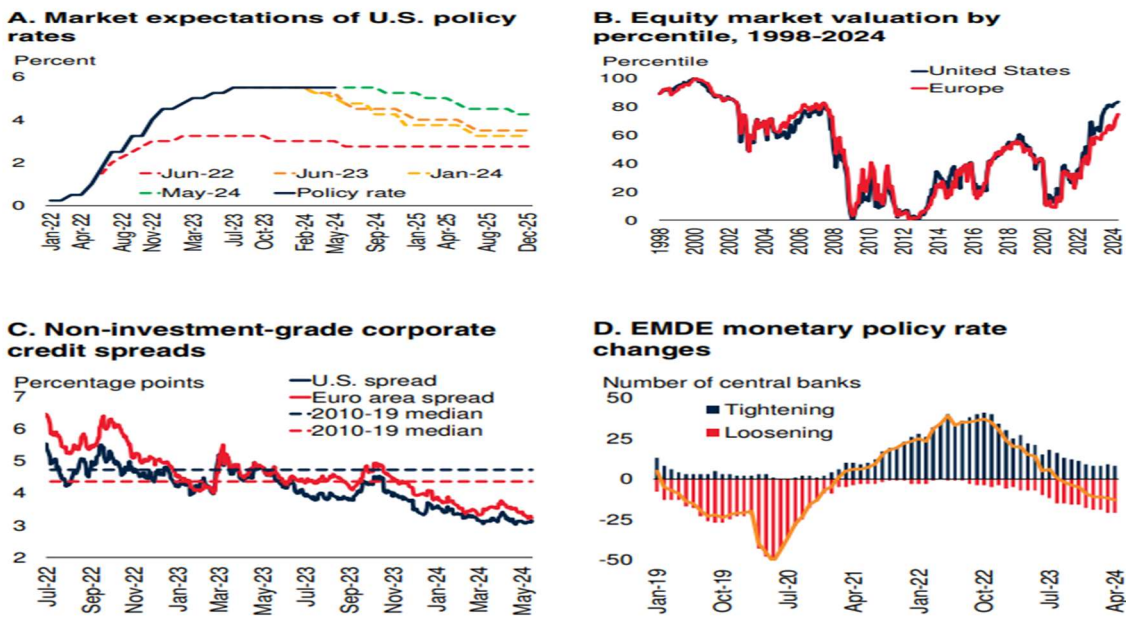 A. Market expectations of U.S. policy
rates
Percent
6
4
2
0
Jun-22
Jun-23
Jan-24
May-24
Policy rate
Jan-22
Apr-22
Aug-22
Nov-22
Mar-23
Jul-23
Oct-23
Feb-24
May-24
Sep-24
Jan-25
Apr-25
Aug-25
Dec-25
B. Equity market valuation by
percentile, 1998-2024
Percentile
100
80
60
40
20
0
United States
Europe
1998
2000
2002
2004
2006
2008
2010
2012
2014
2016
2018
2020
2022
2024
C. Non-investment-grade corporate
credit spreads
Percentage points
7
6
5
4
3
2
U.S. spread
Euro area spread
2010-19 median
2010-19 median
Jul-22
Sep-22
Nov-22
Jan-23
Mar-23
May-23
Jul-23
Sep-23
Nov-23
Jan-24
Mar-24
May-24
D. EMDE monetary policy rate
changes
Number of central banks
50
25
0
-25
-50
Tightening
Loosening
Jan-19
Oct-19
Jul-20
Apr-21
Jan-22
Oct-22
Jul-23
Apr-24